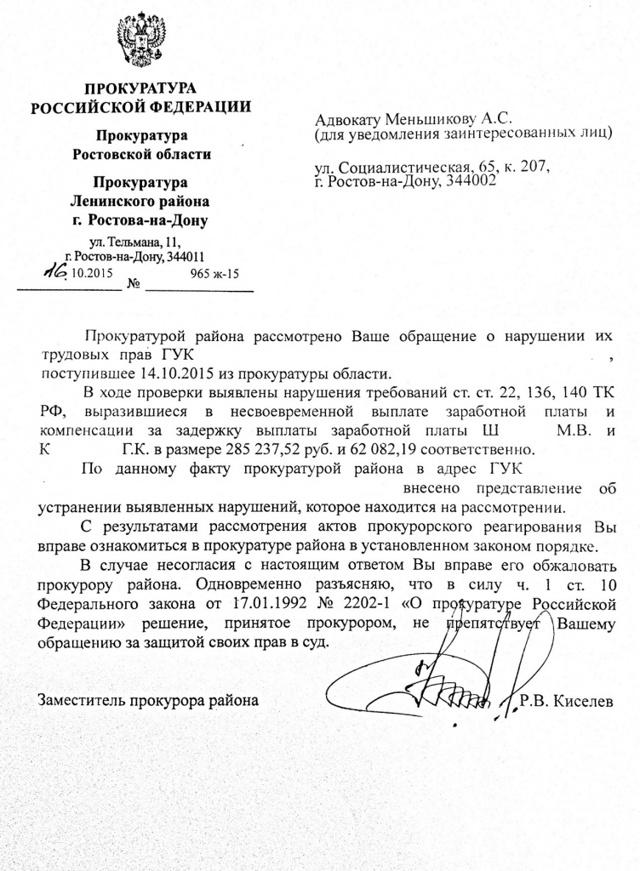 ПРОКУРАТУРА
РОССИЙСКОЙ ФЕДЕРАЦИИ
Прокуратура
Ростовской области
Прокуратура
Ленинского района
г. Ростова-на-Дону
ул. Тельмана, 11,
г. Ростов-на-Дону, 344011
16.10.2015 965 ж-15
№
Адвокату Меньшикову А.С.
(для уведомления заинтересованных лиц)
ул. Социалистическая, 65, к. 207,
г. Ростов-на-Дону, 344002
Прокуратурой района рассмотрено Ваше обращение о нарушении их
трудовых прав ГУК ,
поступившее 14.10.2015 из прокуратуры области.
В ходе проверки выявлены нарушения требований ст. ст. 22, 136, 140 ТК
РФ, выразившиеся в несвоевременной выплате заработной платы и
компенсации за задержку выплаты заработной платы Ш М.В. и
К Г.К. в размере 285 237,52 руб. и 62 082,19 соответственно.
По данному факту прокуратурой района в адрес ГУК
внесено представление об
устранении выявленных нарушений, которое находится на рассмотрении.
С результатами рассмотрения актов прокурорского реагирования Вы
вправе ознакомиться в прокуратуре района в установленном законом порядке.
В случае несогласия с настоящим ответом Вы вправе его обжаловать
прокурору района. Одновременно разъясняю, что в силу ч. 1 ст. 10
Федерального закона от 17.01.1992 № 2202-1 «О прокуратуре Российской
Федерации» решение, принятое прокурором, не препятствует Вашему
обращению за защитой своих прав в суд.
Заместитель прокурора района Р.В. Киселев